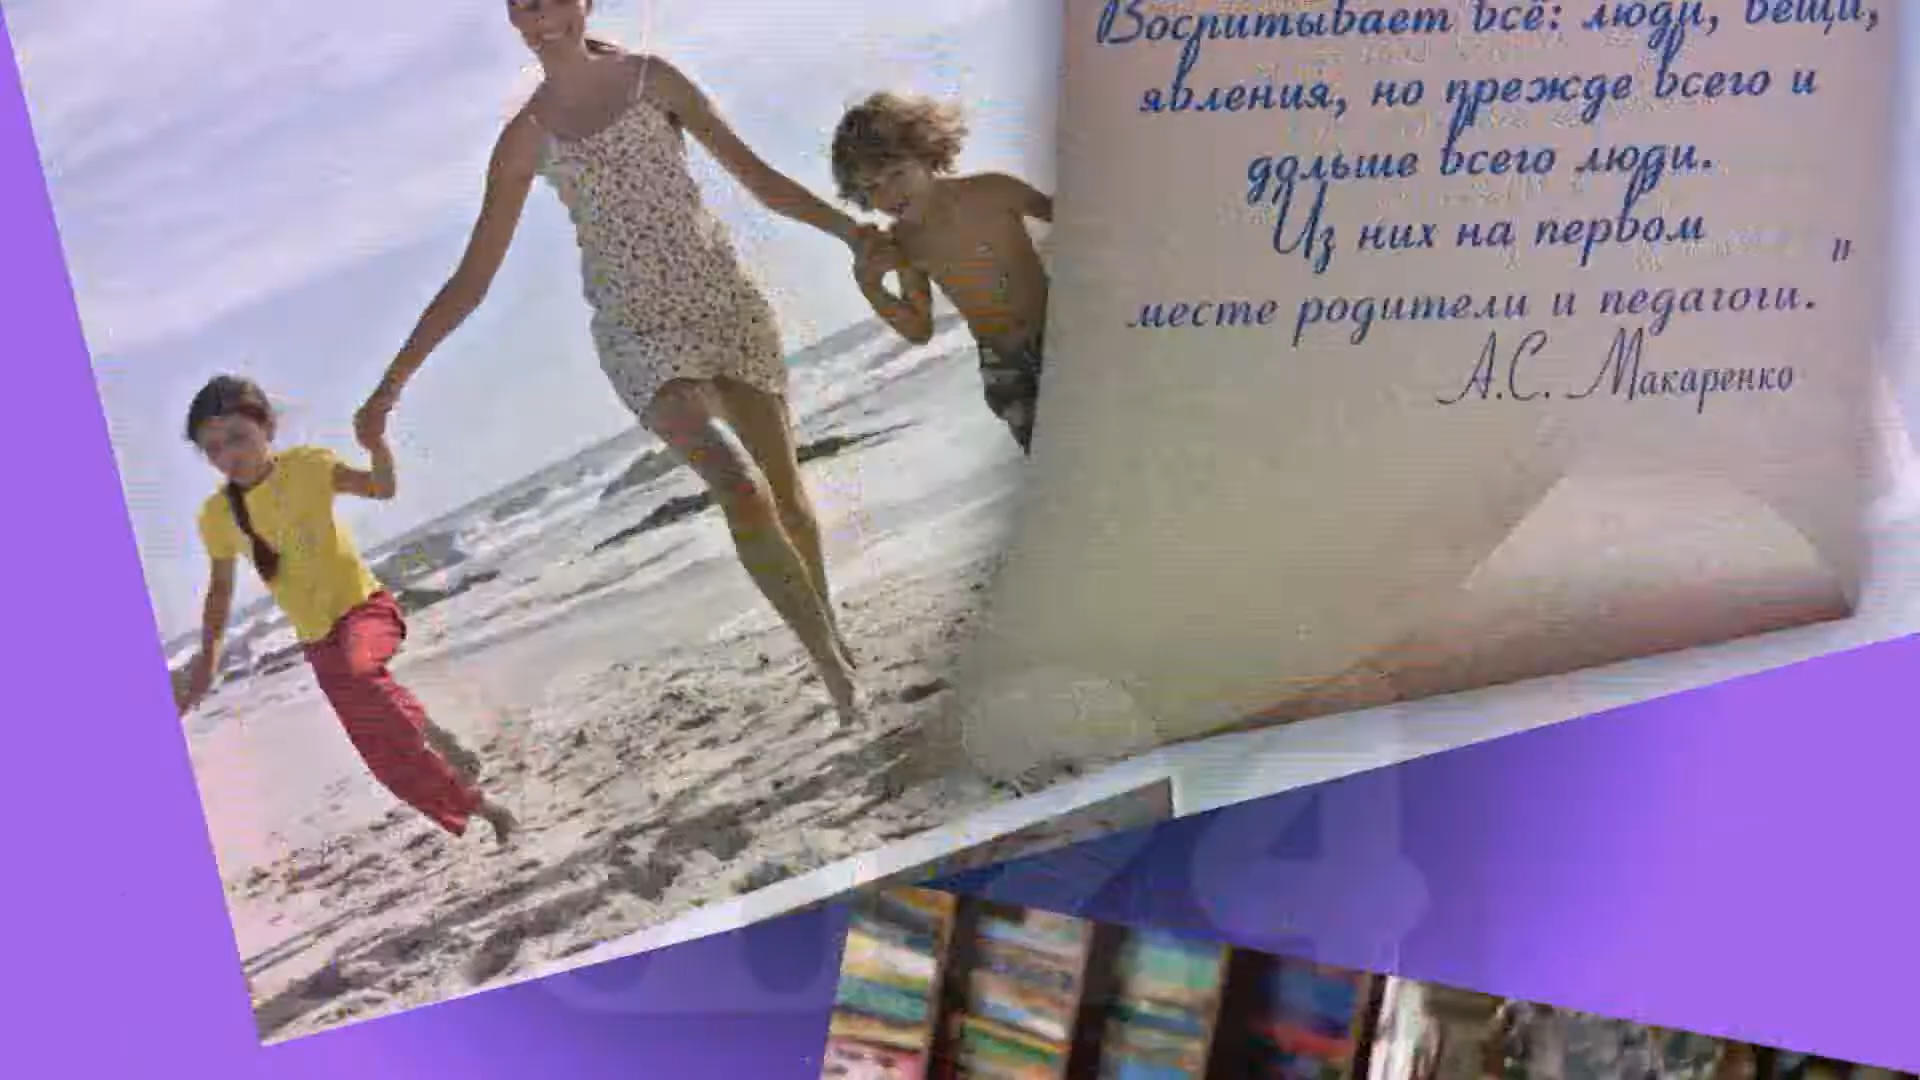 Воспитывает всё: люди, вещи,
явления, но прежде всего и
дольше всего люди.
Из них на первом
месте родители и педагоги. "
А.С. Макаренко